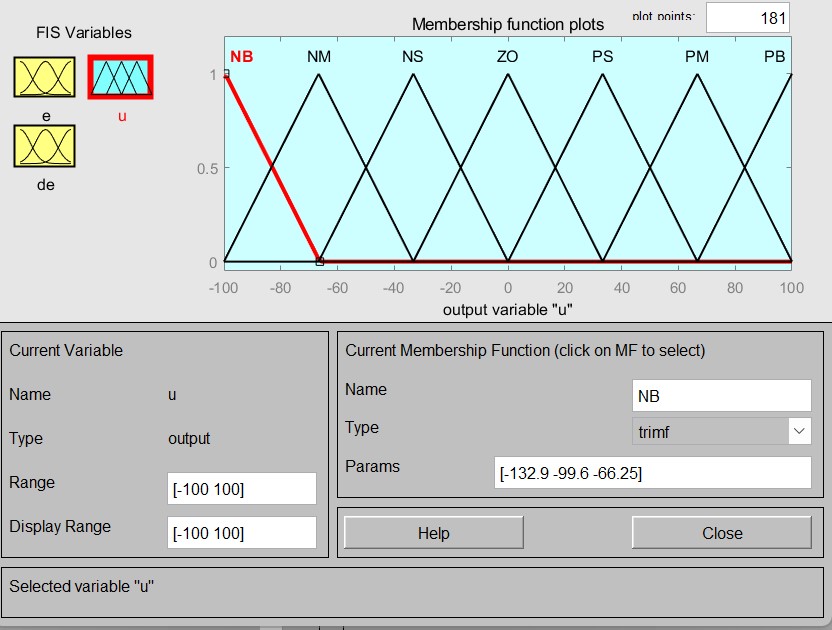 FIS Variables
e
u
de
Membership function plots
plot points:
181
NB NM NS ZO PS PM PB
1
0.5
0
-100 -80 -60 -40 -20 0 20 40 60 80 100
output variable "u"
Current Variable
Name u
Type output
Range [-100 100]
Display Range [-100 100]
Current Membership Function (click on MF to select)
Name NB
Type trimf
Params [-132.9 -99.6 -66.25]
Help Close
Selected variable "u"